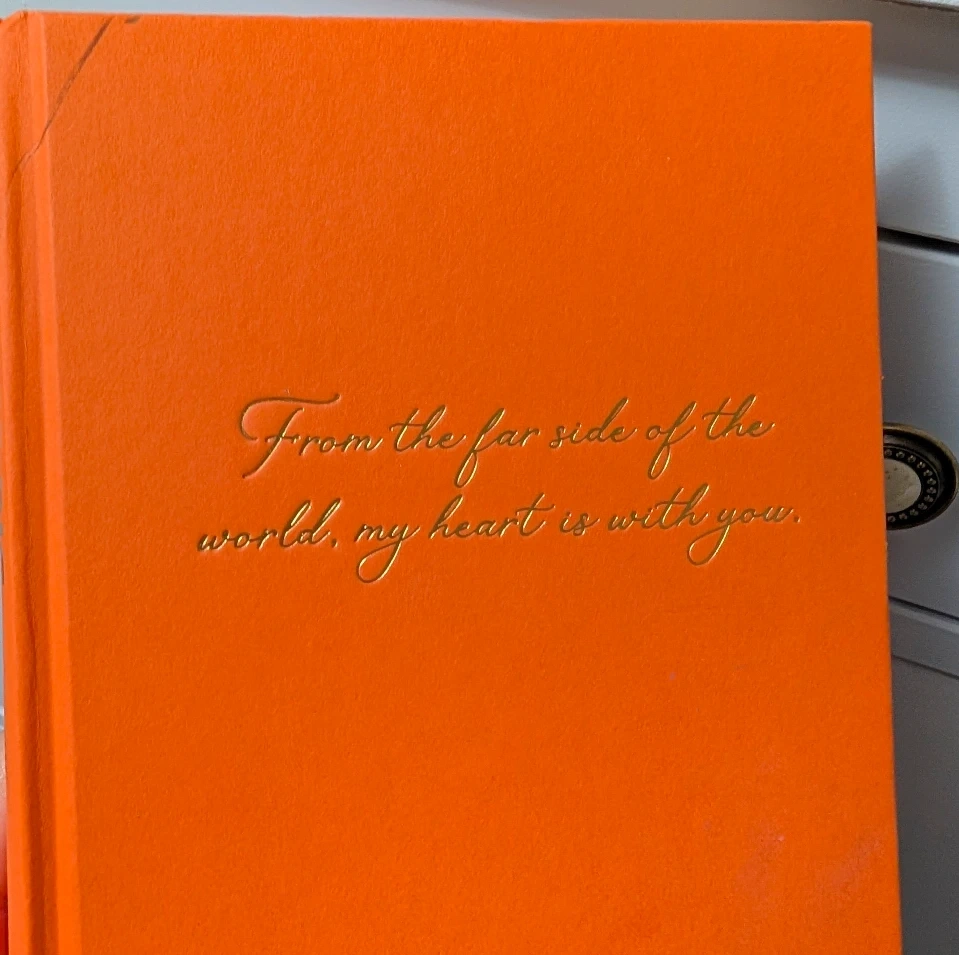 From the far side of the
world, my heart is with you.